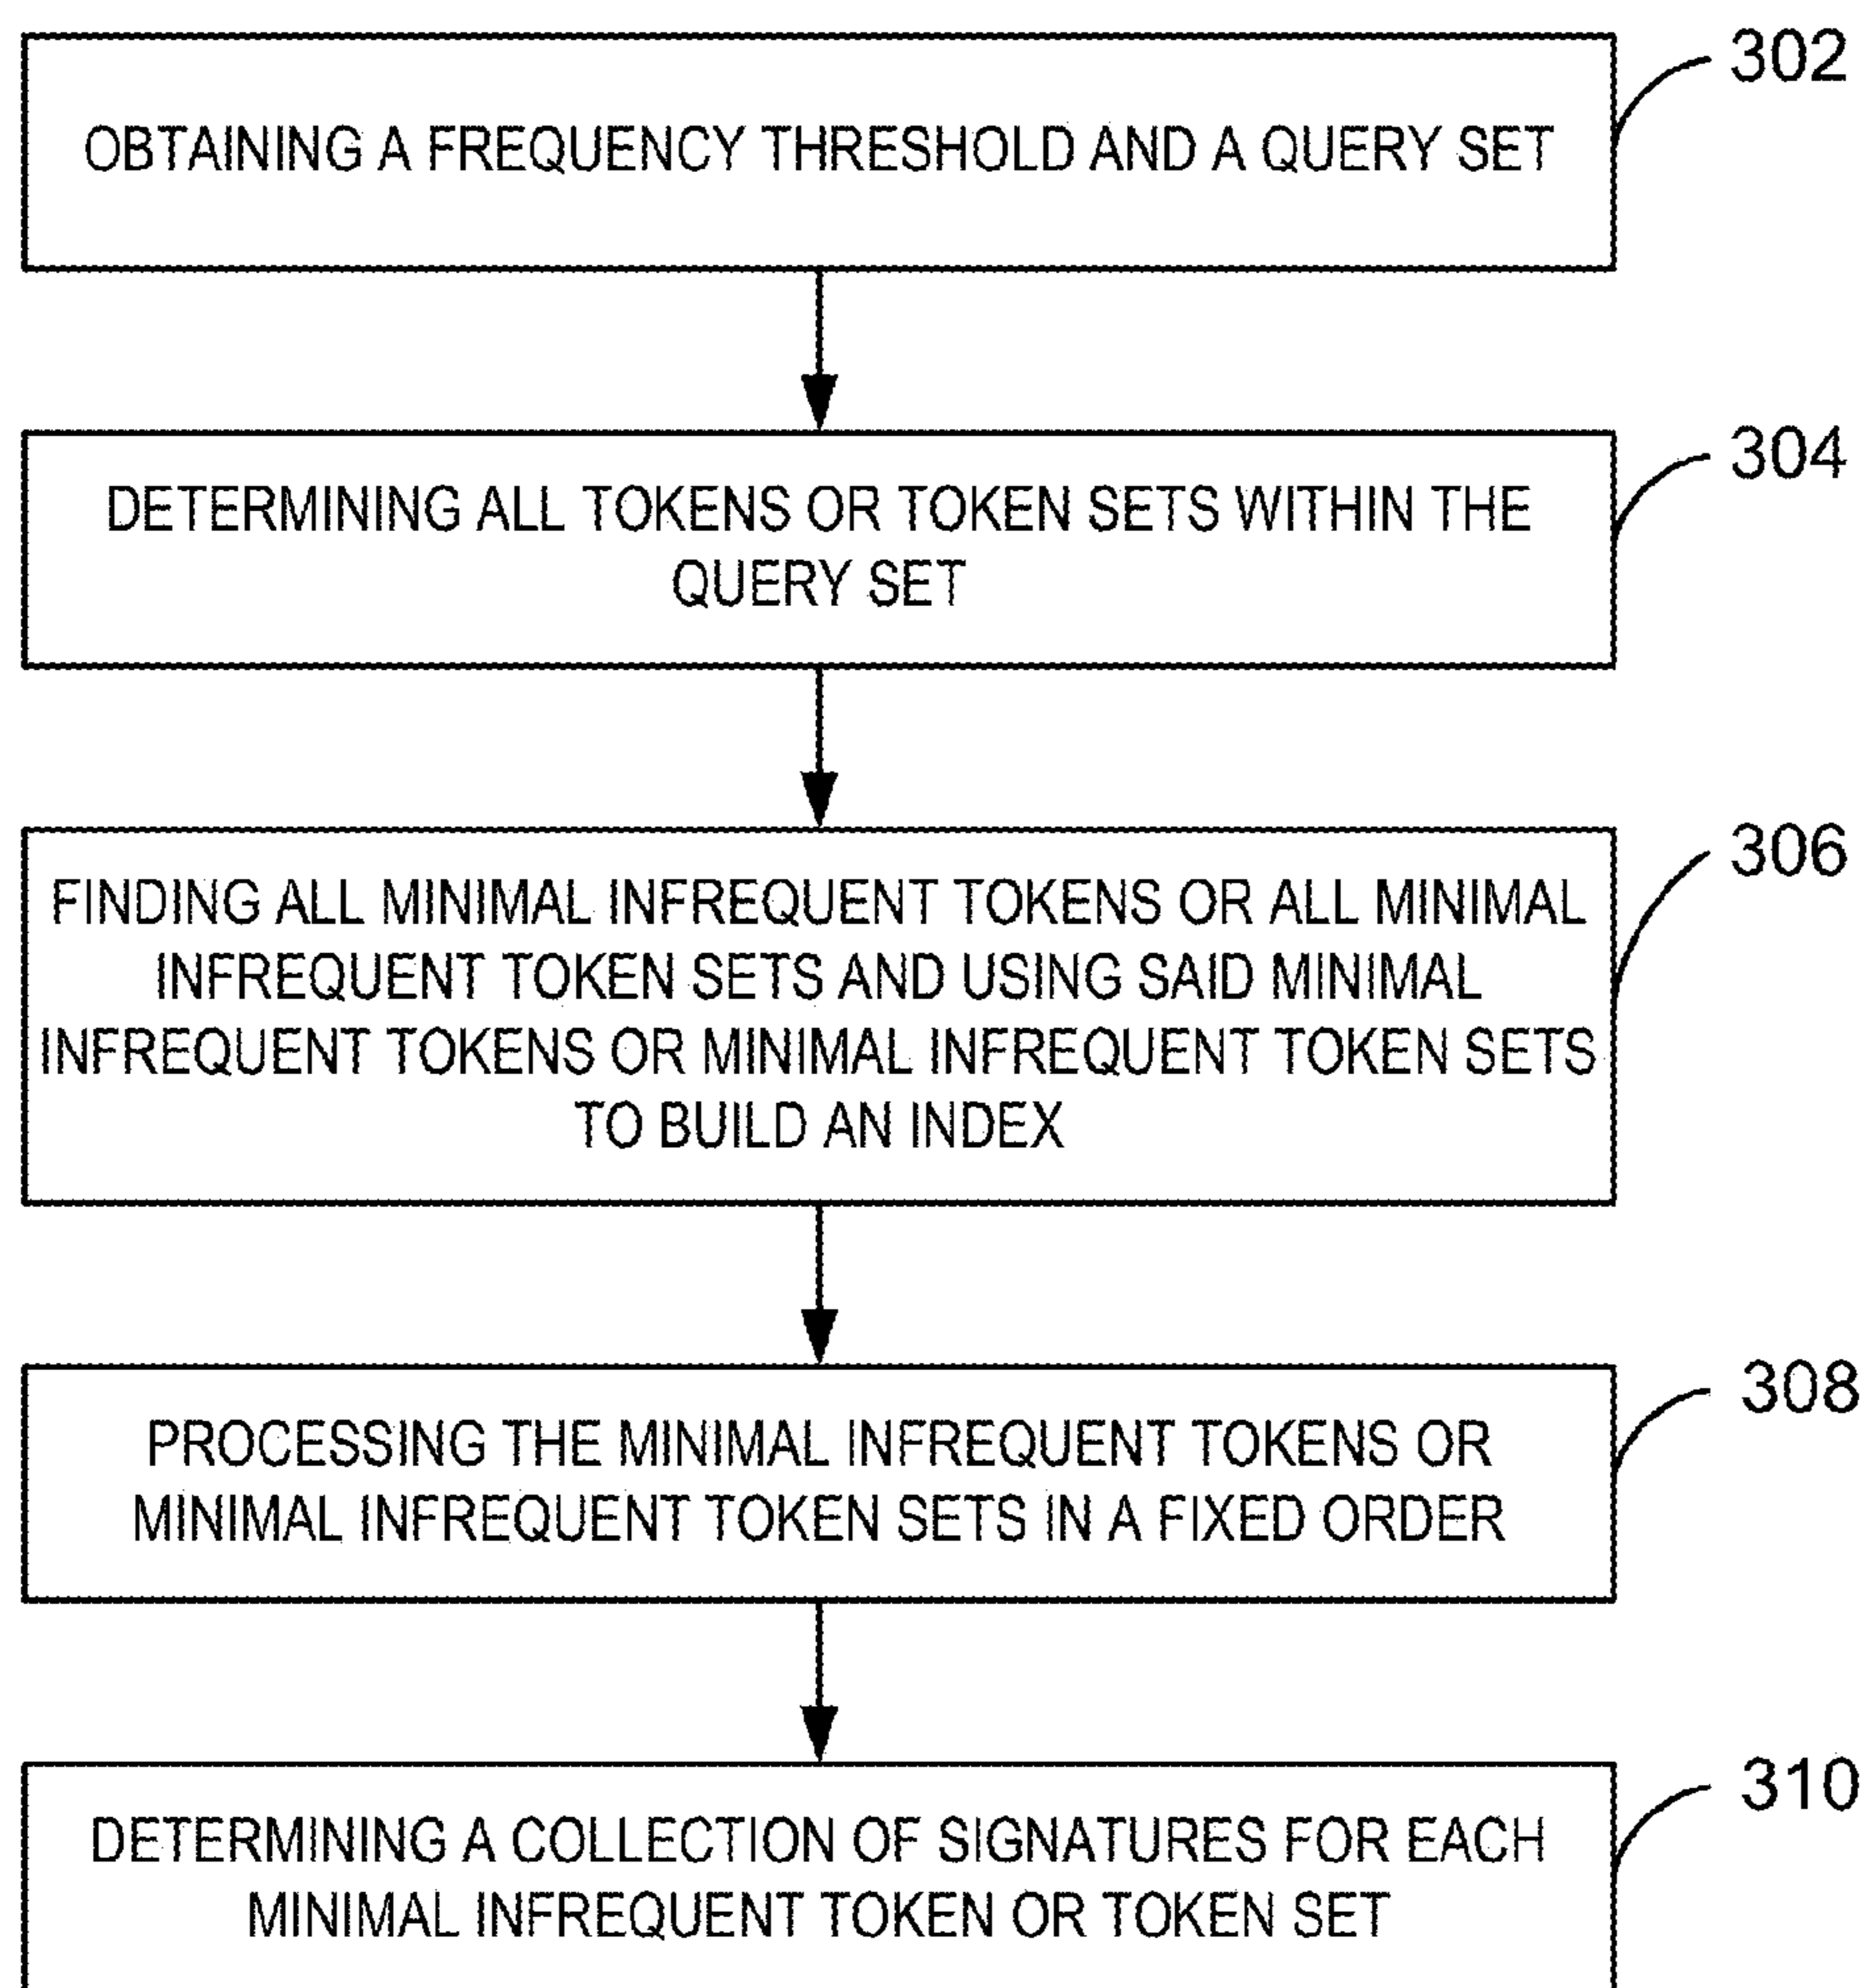 302
OBTAINING A FREQUENCY THRESHOLD AND A QUERY SET
304
DETERMINING ALL TOKENS OR TOKEN SETS WITHIN THE
QUERY SET
306
FINDING ALL MINIMAL INFREQUENT TOKENS OR ALL MINIMAL
INFREQUENT TOKEN SETS AND USING SAID MINIMAL
INFREQUENT TOKENS OR MINIMAL INFREQUENT TOKEN SETS
TO BUILD AN INDEX
308
PROCESSING THE MINIMAL INFREQUENT TOKENS OR
MINIMAL INFREQUENT TOKEN SETS IN A FIXED ORDER
310
DETERMINING A COLLECTION OF SIGNATURES FOR EACH
MINIMAL INFREQUENT TOKEN OR TOKEN SET